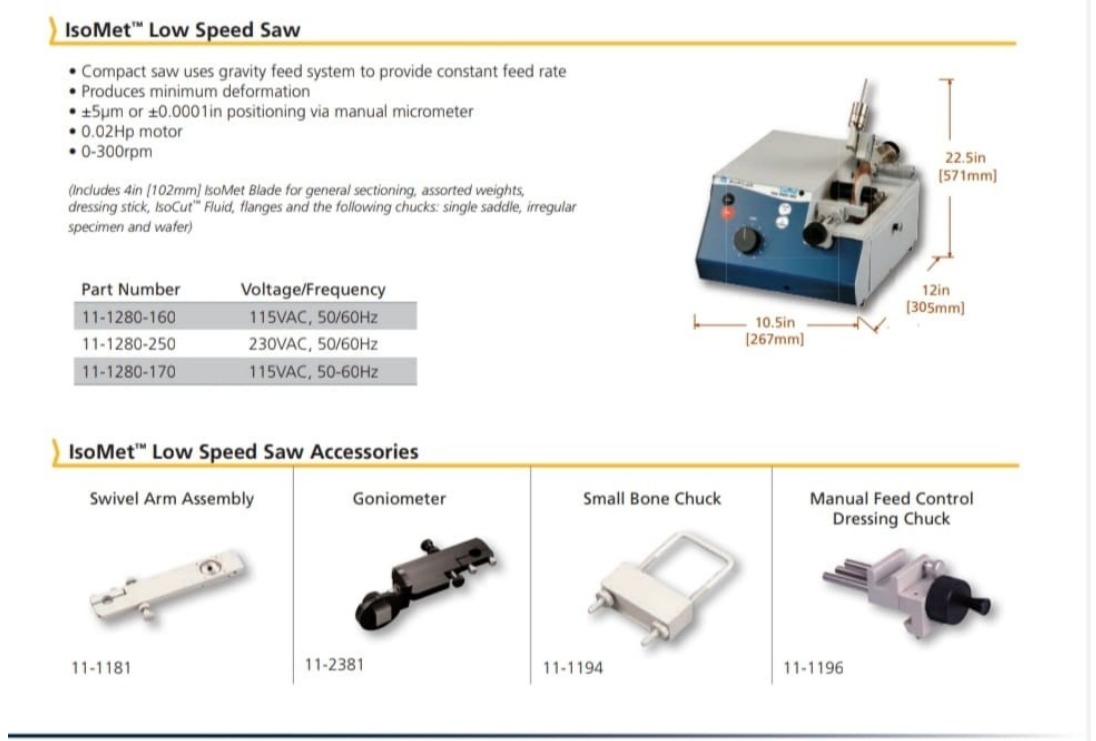 IsoMet™ Low Speed Saw
• Compact saw uses gravity feed system to provide constant feed rate
• Produces minimum deformation
• ±5µm or ±0.0001in positioning via manual micrometer
• 0.02Hp motor
• 0-300rpm
(Includes 4in [102mm] IsoMet Blade for general sectioning, assorted weights,
dressing stick, IsoCut™ Fluid, flanges and the following chucks: single saddle, irregular
specimen and wafer)
22.5in
[571mm]
12in
[305mm]
10.5in
[267mm]
Part Number Voltage/Frequency
11-1280-160 115VAC, 50/60Hz
11-1280-250 230VAC, 50/60Hz
11-1280-170 115VAC, 50-60Hz
IsoMet™ Low Speed Saw Accessories
Swivel Arm Assembly
11-1181
Goniometer
11-2381
Small Bone Chuck
11-1194
Manual Feed Control
Dressing Chuck
11-1196